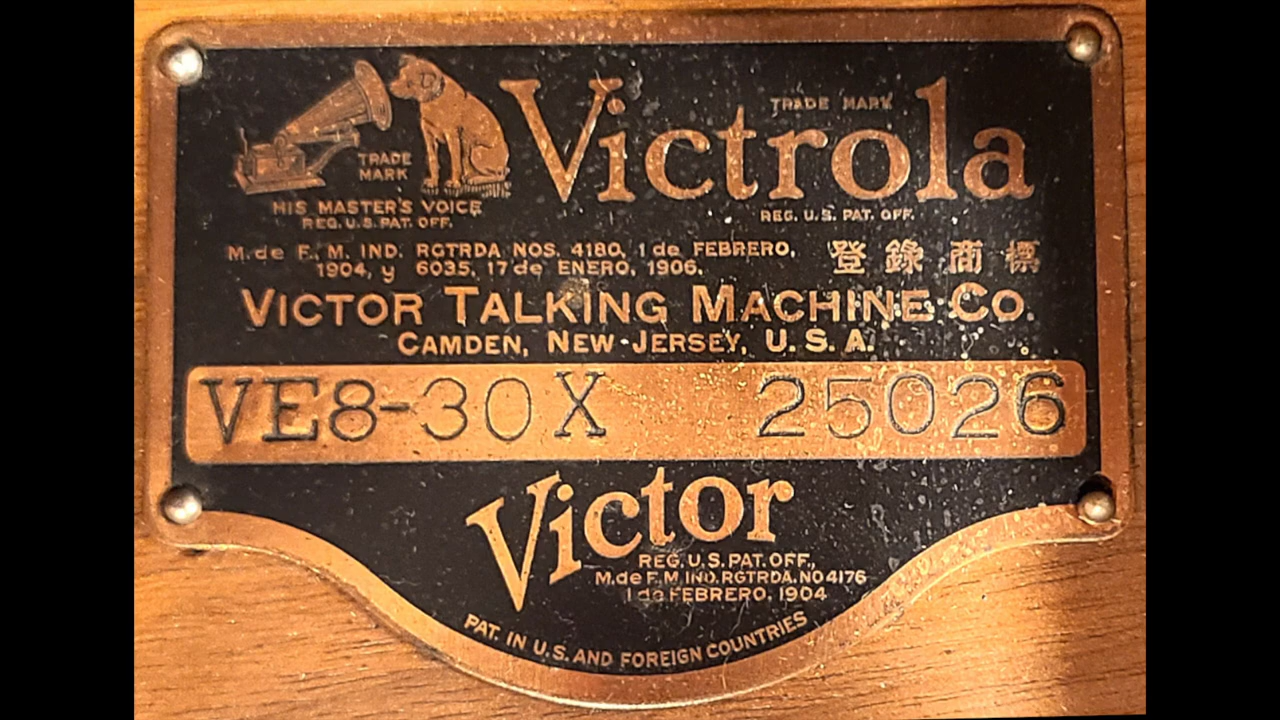 Victrola
TRADE MARK
REG. U.S. PAT. OFF.
TRADE
MARK
HIS MASTER'S VOICE
REG. U.S. PAT. OFF.
M. de F., M. IND. RGTRDA. NOS. 4180, 1 de FEBRERO,
1904, y 6035, 17 de ENERO, 1906.
登錄商標
VICTOR TALKING MACHINE CO.
CAMDEN, NEW-JERSEY, U. S. A.
VE8-30X 25026
Victor
REG. U.S. PAT. OFF.,
M. de F. M. IND. RGTRDA. NO 4176
1 de FEBRERO, 1904
PAT. IN U.S. AND FOREIGN COUNTRIES